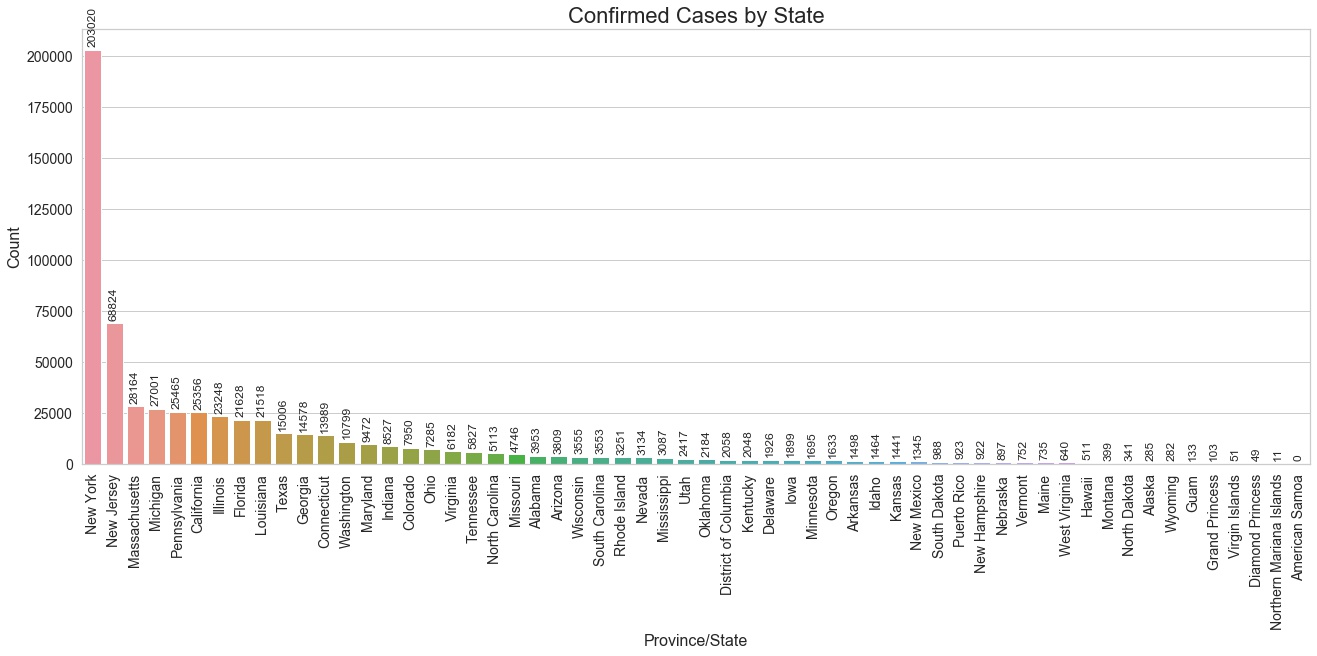 Confirmed Cases by State
Count
200000
175000
150000
125000
100000
75000
50000
25000
0
203020
68824
28164
27001
25465
25356
23248
21628
21518
15006
14578
13989
10799
9472
8527
7950
7285
6182
5827
5113
4746
3953
3809
3555
3553
3251
3134
3087
2417
2184
2058
2048
1926
1899
1695
1633
1498
1464
1441
1345
988
923
922
897
752
735
640
511
399
341
285
282
133
103
51
49
11
0
New York
New Jersey
Massachusetts
Michigan
Pennsylvania
California
Illinois
Florida
Louisiana
Texas
Georgia
Connecticut
Washington
Maryland
Indiana
Colorado
Ohio
Virginia
Tennessee
North Carolina
Missouri
Alabama
Arizona
Wisconsin
South Carolina
Rhode Island
Nevada
Mississippi
Utah
Oklahoma
District of Columbia
Kentucky
Delaware
Iowa
Minnesota
Oregon
Arkansas
Idaho
Kansas
New Mexico
South Dakota
Puerto Rico
New Hampshire
Nebraska
Vermont
Maine
West Virginia
Hawaii
Montana
North Dakota
Alaska
Wyoming
Guam
Grand Princess
Virgin Islands
Diamond Princess
Northern Mariana Islands
American Samoa
Province/State